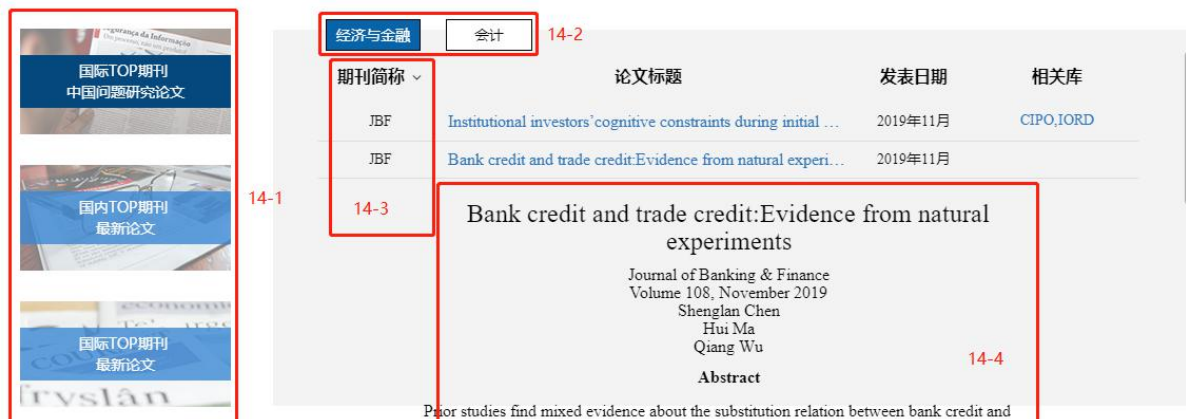 国际TOP期刊
中国问题研究论文
国内TOP期刊
最新论文
国际TOP期刊
最新论文
14-1
经济与金融 会计 14-2
期刊简称 论文标题 发表日期 相关库
JBF Institutional investors’cognitive constraints during initial … 2019年11月 CIPO,IORD
JBF Bank credit and trade credit:Evidence from natural experi… 2019年11月
14-3
Bank credit and trade credit:Evidence from natural
experiments
Journal of Banking & Finance
Volume 108, November 2019
Shenglan Chen
Hui Ma
Qiang Wu
14-4
Abstract
Prior studies find mixed evidence about the substitution relation between bank credit and